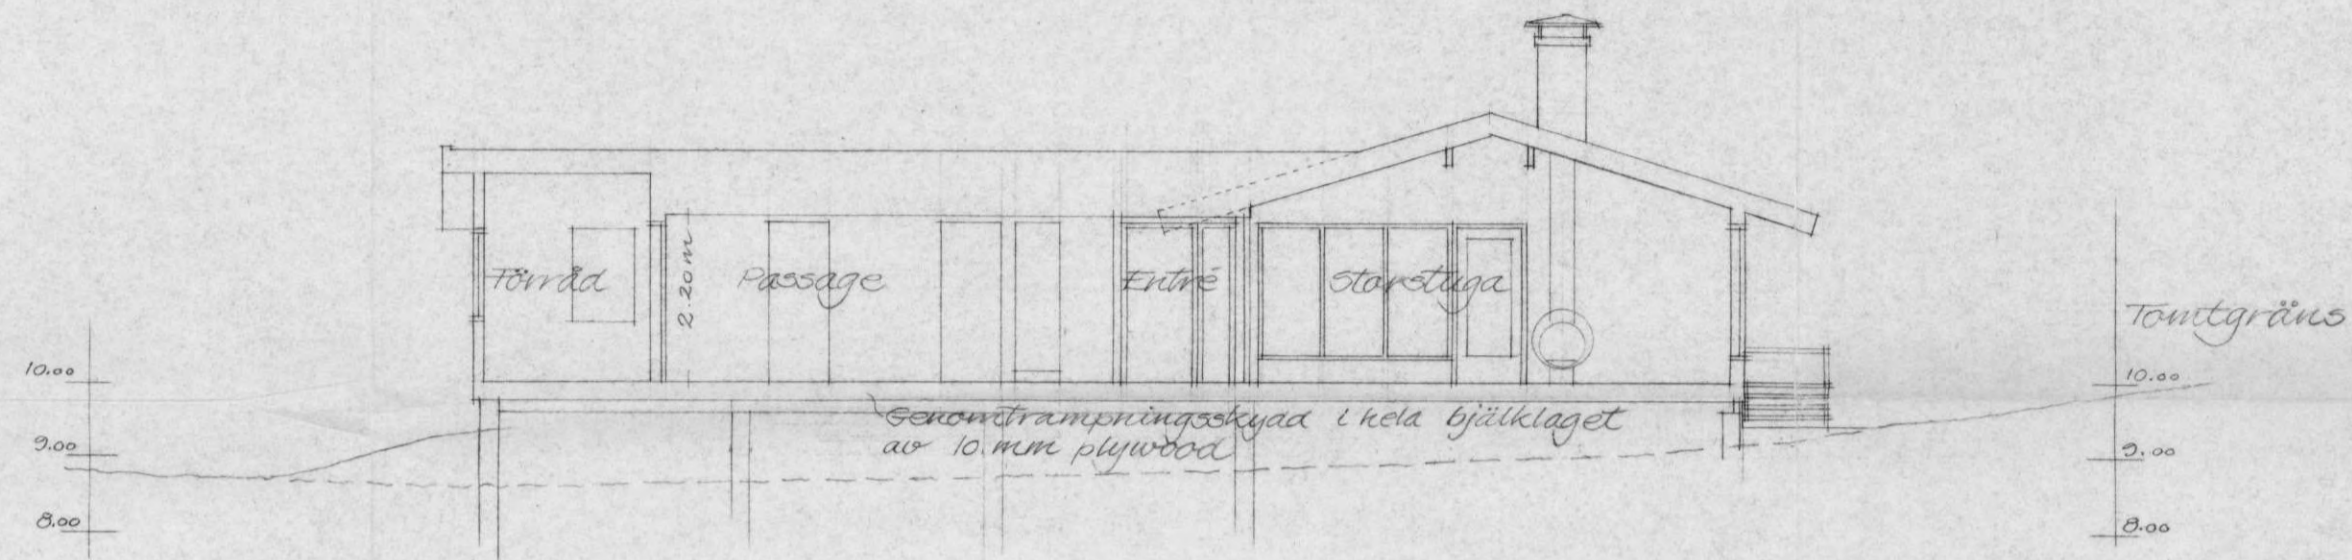 Förråd
2.20 m
Passage
Entré
Storstuga
Tomtgräns
10.00
9.00
8.00
Genomtrampningsskydd i hela bjälklaget
av 10 mm plywood
10.00
9.00
8.00